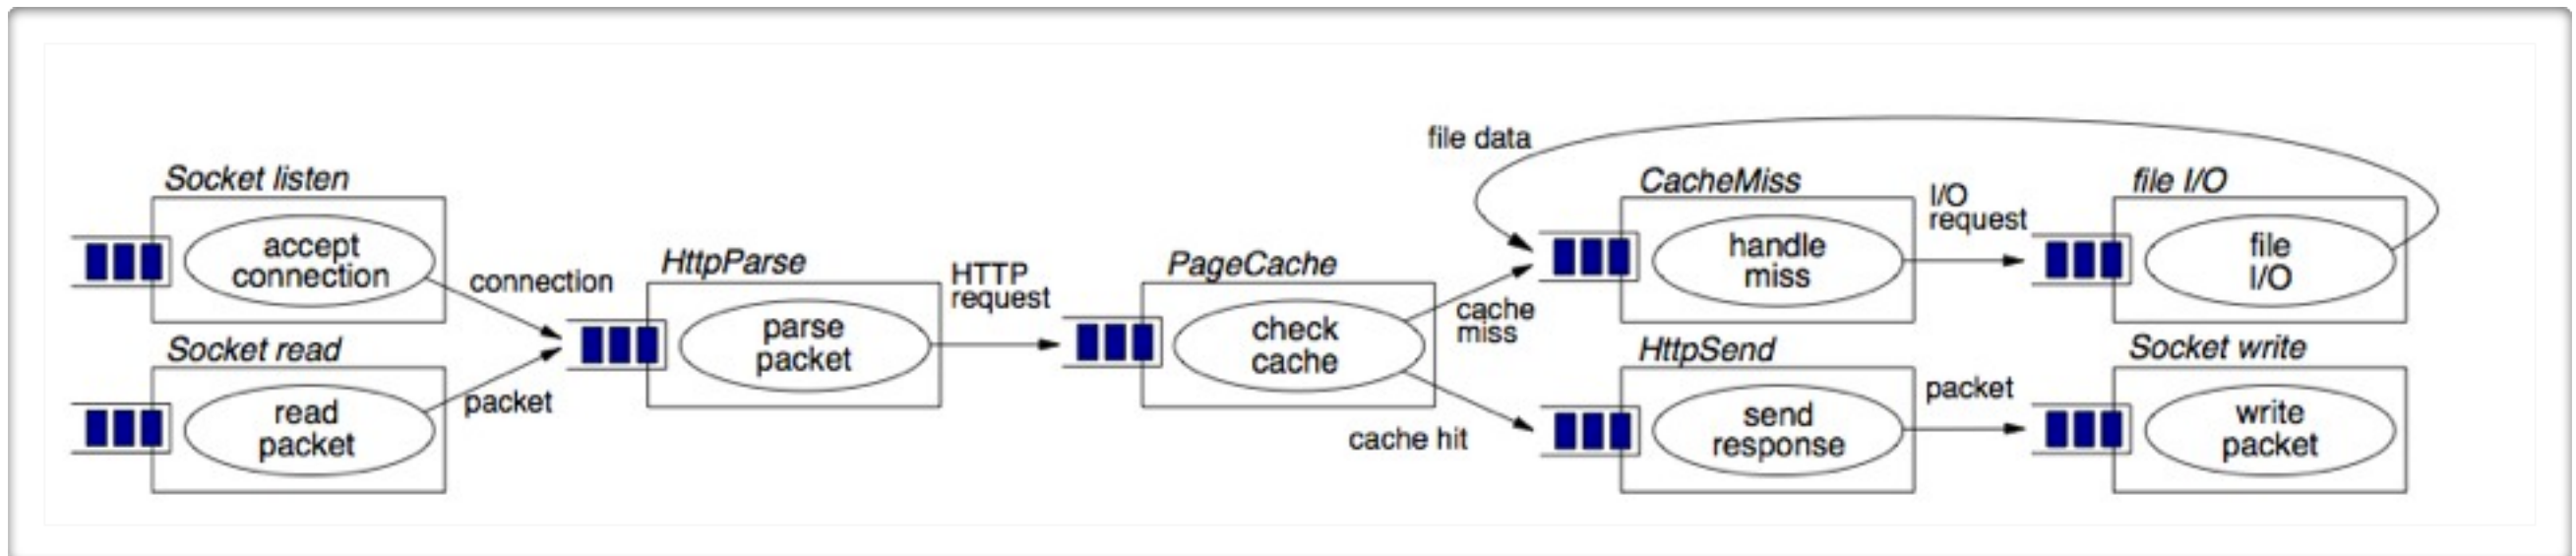 Socket listen
accept
connection
connection
Socket read
read
packet
packet
HttpParse
parse
packet
HTTP
request
PageCache
check
cache
cache
miss
cache hit
file data
CacheMiss
handle
miss
I/O
request
file I/O
file
I/O
HttpSend
send
response
packet
Socket write
write
packet